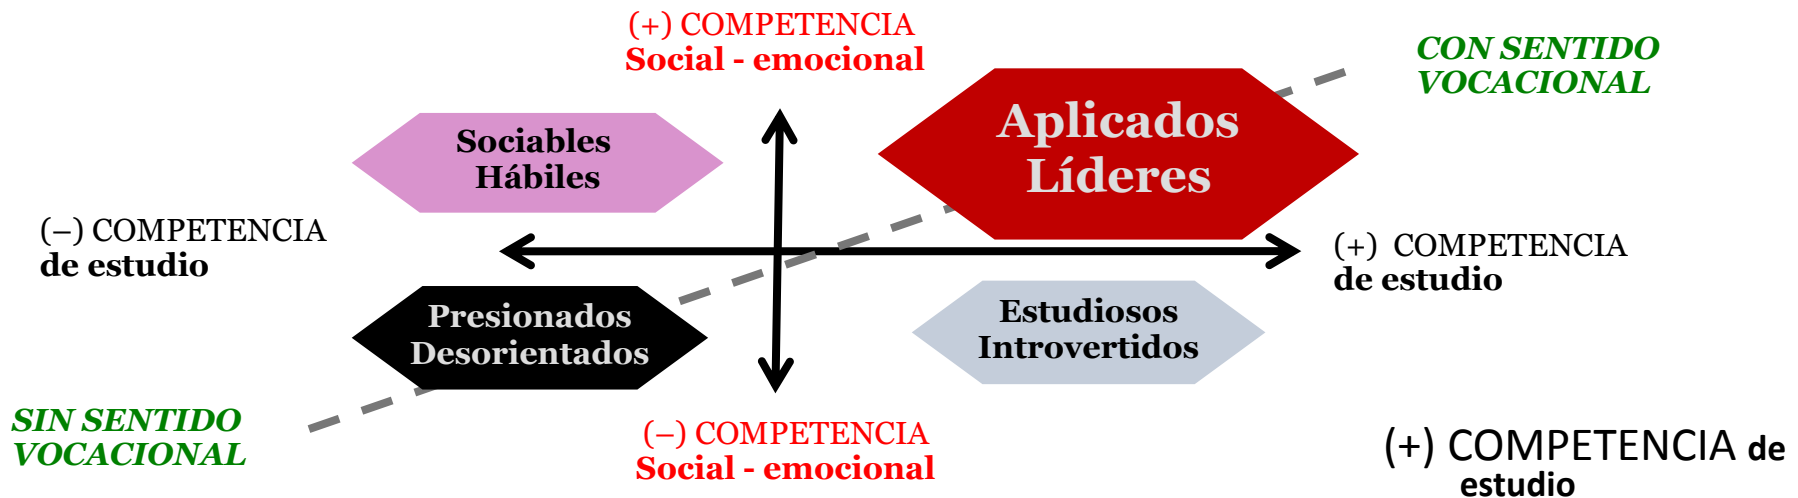 (+) COMPETENCIA
Social - emocional
CON SENTIDO
VOCACIONAL
Aplicados
Líderes
Sociables
Hábiles
(–) COMPETENCIA
de estudio
(+) COMPETENCIA
de estudio
Presionados
Desorientados
Estudiosos
Introvertidos
SIN SENTIDO
VOCACIONAL
(–) COMPETENCIA
Social - emocional
(+) COMPETENCIA de
estudio